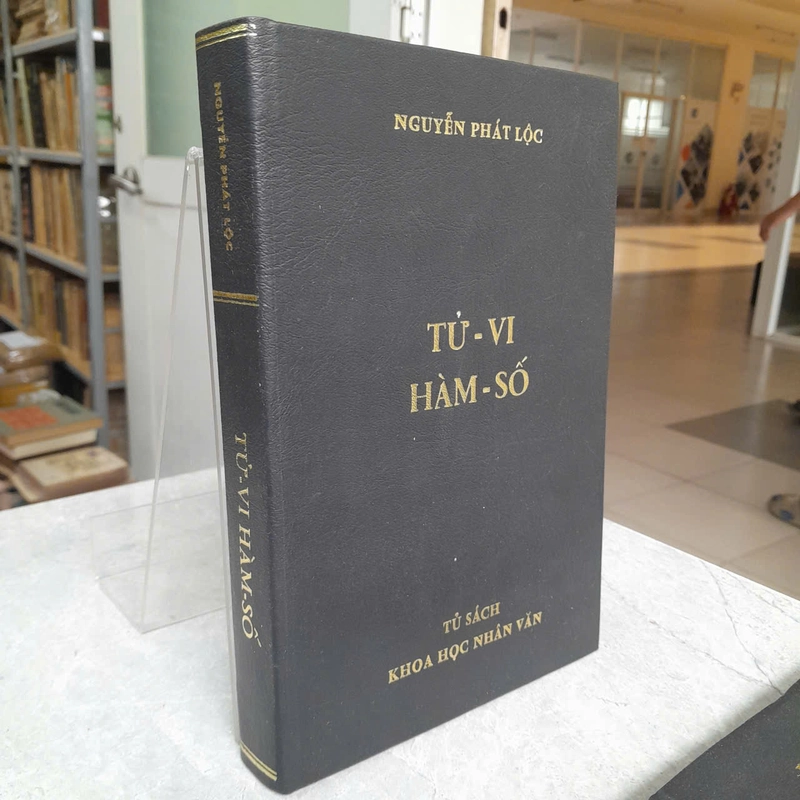 NGUYỄN PHÁT LỘC
TỬ-VI HÀM-SỐ
NGUYỄN PHÁT LỘC
TỬ - VI
HÀM - SỐ
TỦ SÁCH
KHOA HỌC NHÂN VĂN